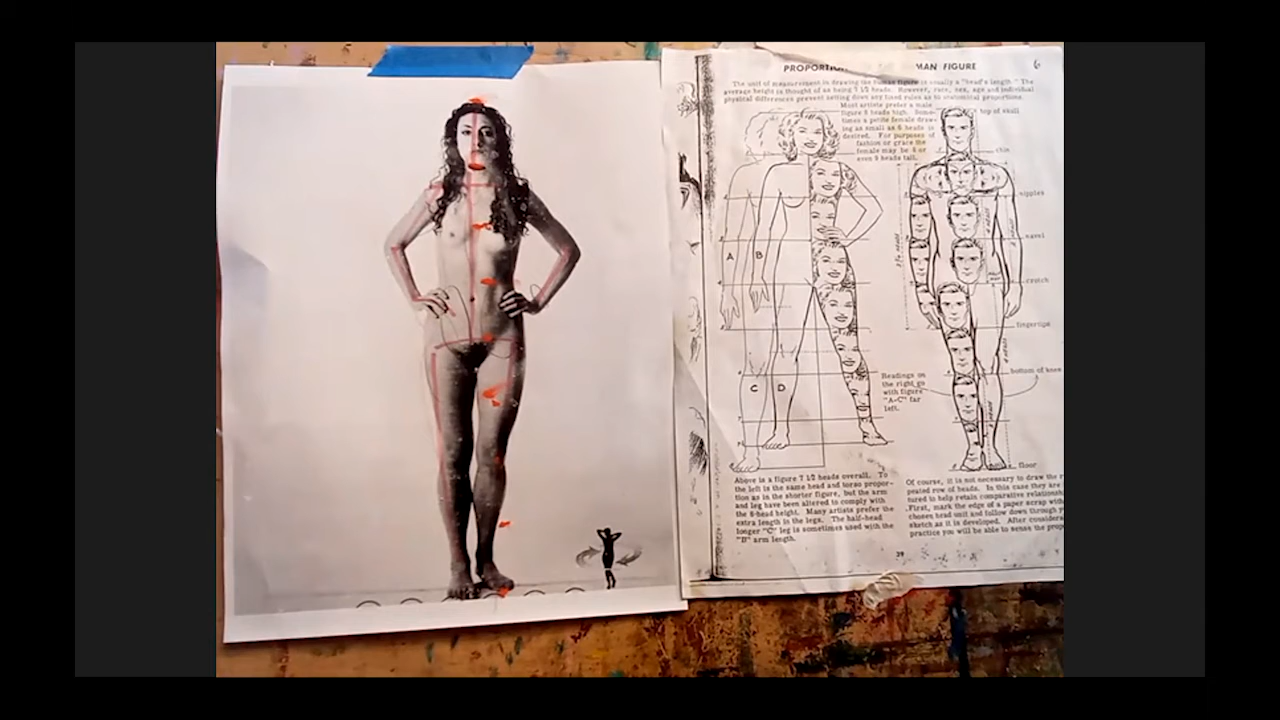 PROPORTIO MAN FIGURE
6
The unit of measurement in drawing the human figure is usually a "head's length." The
average height is thought of as being 7 1/2 heads. However, race, sex, age and individual
physical differences prevent setting down any fixed rules as to anatomical proportions.
Most artists prefer a male
figure 8 heads high. Some-
times a petite female draw-
ing as small as 6 heads is
desired. For purposes of
fashion or grace the
female may be 8 or
even 9 heads tall.
top of skull
chin
nipples
navel
crotch
fingertips
bottom of knee
floor
A
B
C
D
Headings on
the right go
with figure
"A-C" far
left.
Above is a figure 7 1/2 heads overall. To
the left is the same head and torso propor-
tion as in the shorter figure, but the arm
and leg have been altered to comply with
the 8-head height. Many artists prefer the
extra length in the legs. The half-head
longer "C" leg is sometimes used with the
"B" arm length.
Of course, it is not necessary to draw the r
peated row of heads. In this case they are
tured to help retain comparative relationsh
First, mark the edge of a paper scrap with
chosen head unit and follow down through y
sketch as it is developed. After considera
practice you will be able to sense the prop
39